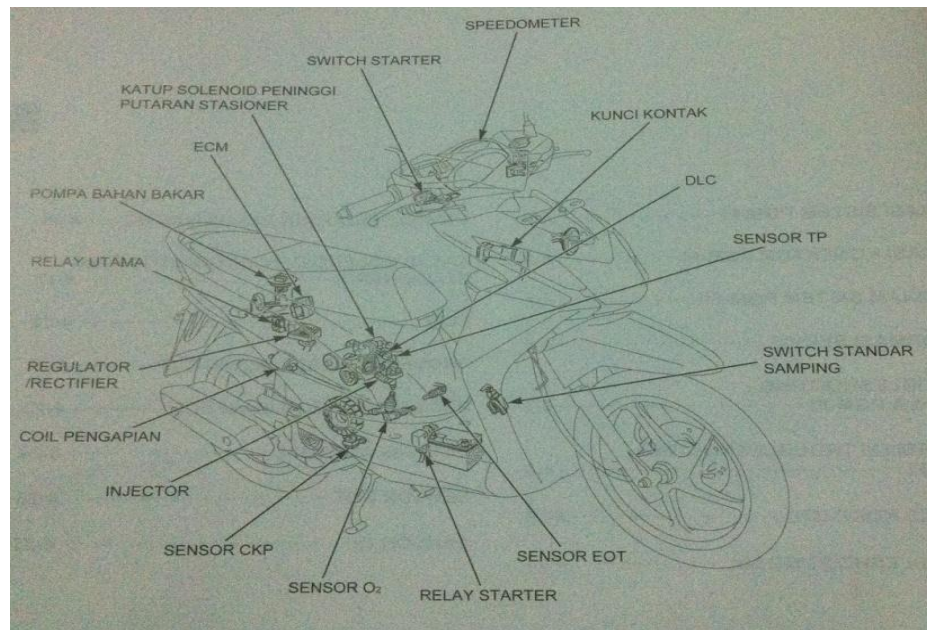 SPEEDOMETER
SWITCH STARTER
KATUP SOLENOID PENINGGI
PUTARAN STASIONER
KUNCI KONTAK
ECM
DLC
POMPA BAHAN BAKAR
SENSOR TP
RELAY UTAMA
REGULATOR
/RECTIFIER
SWITCH STANDAR
SAMPING
COIL PENGAPIAN
INJECTOR
SENSOR CKP
SENSOR EOT
SENSOR O₂
RELAY STARTER